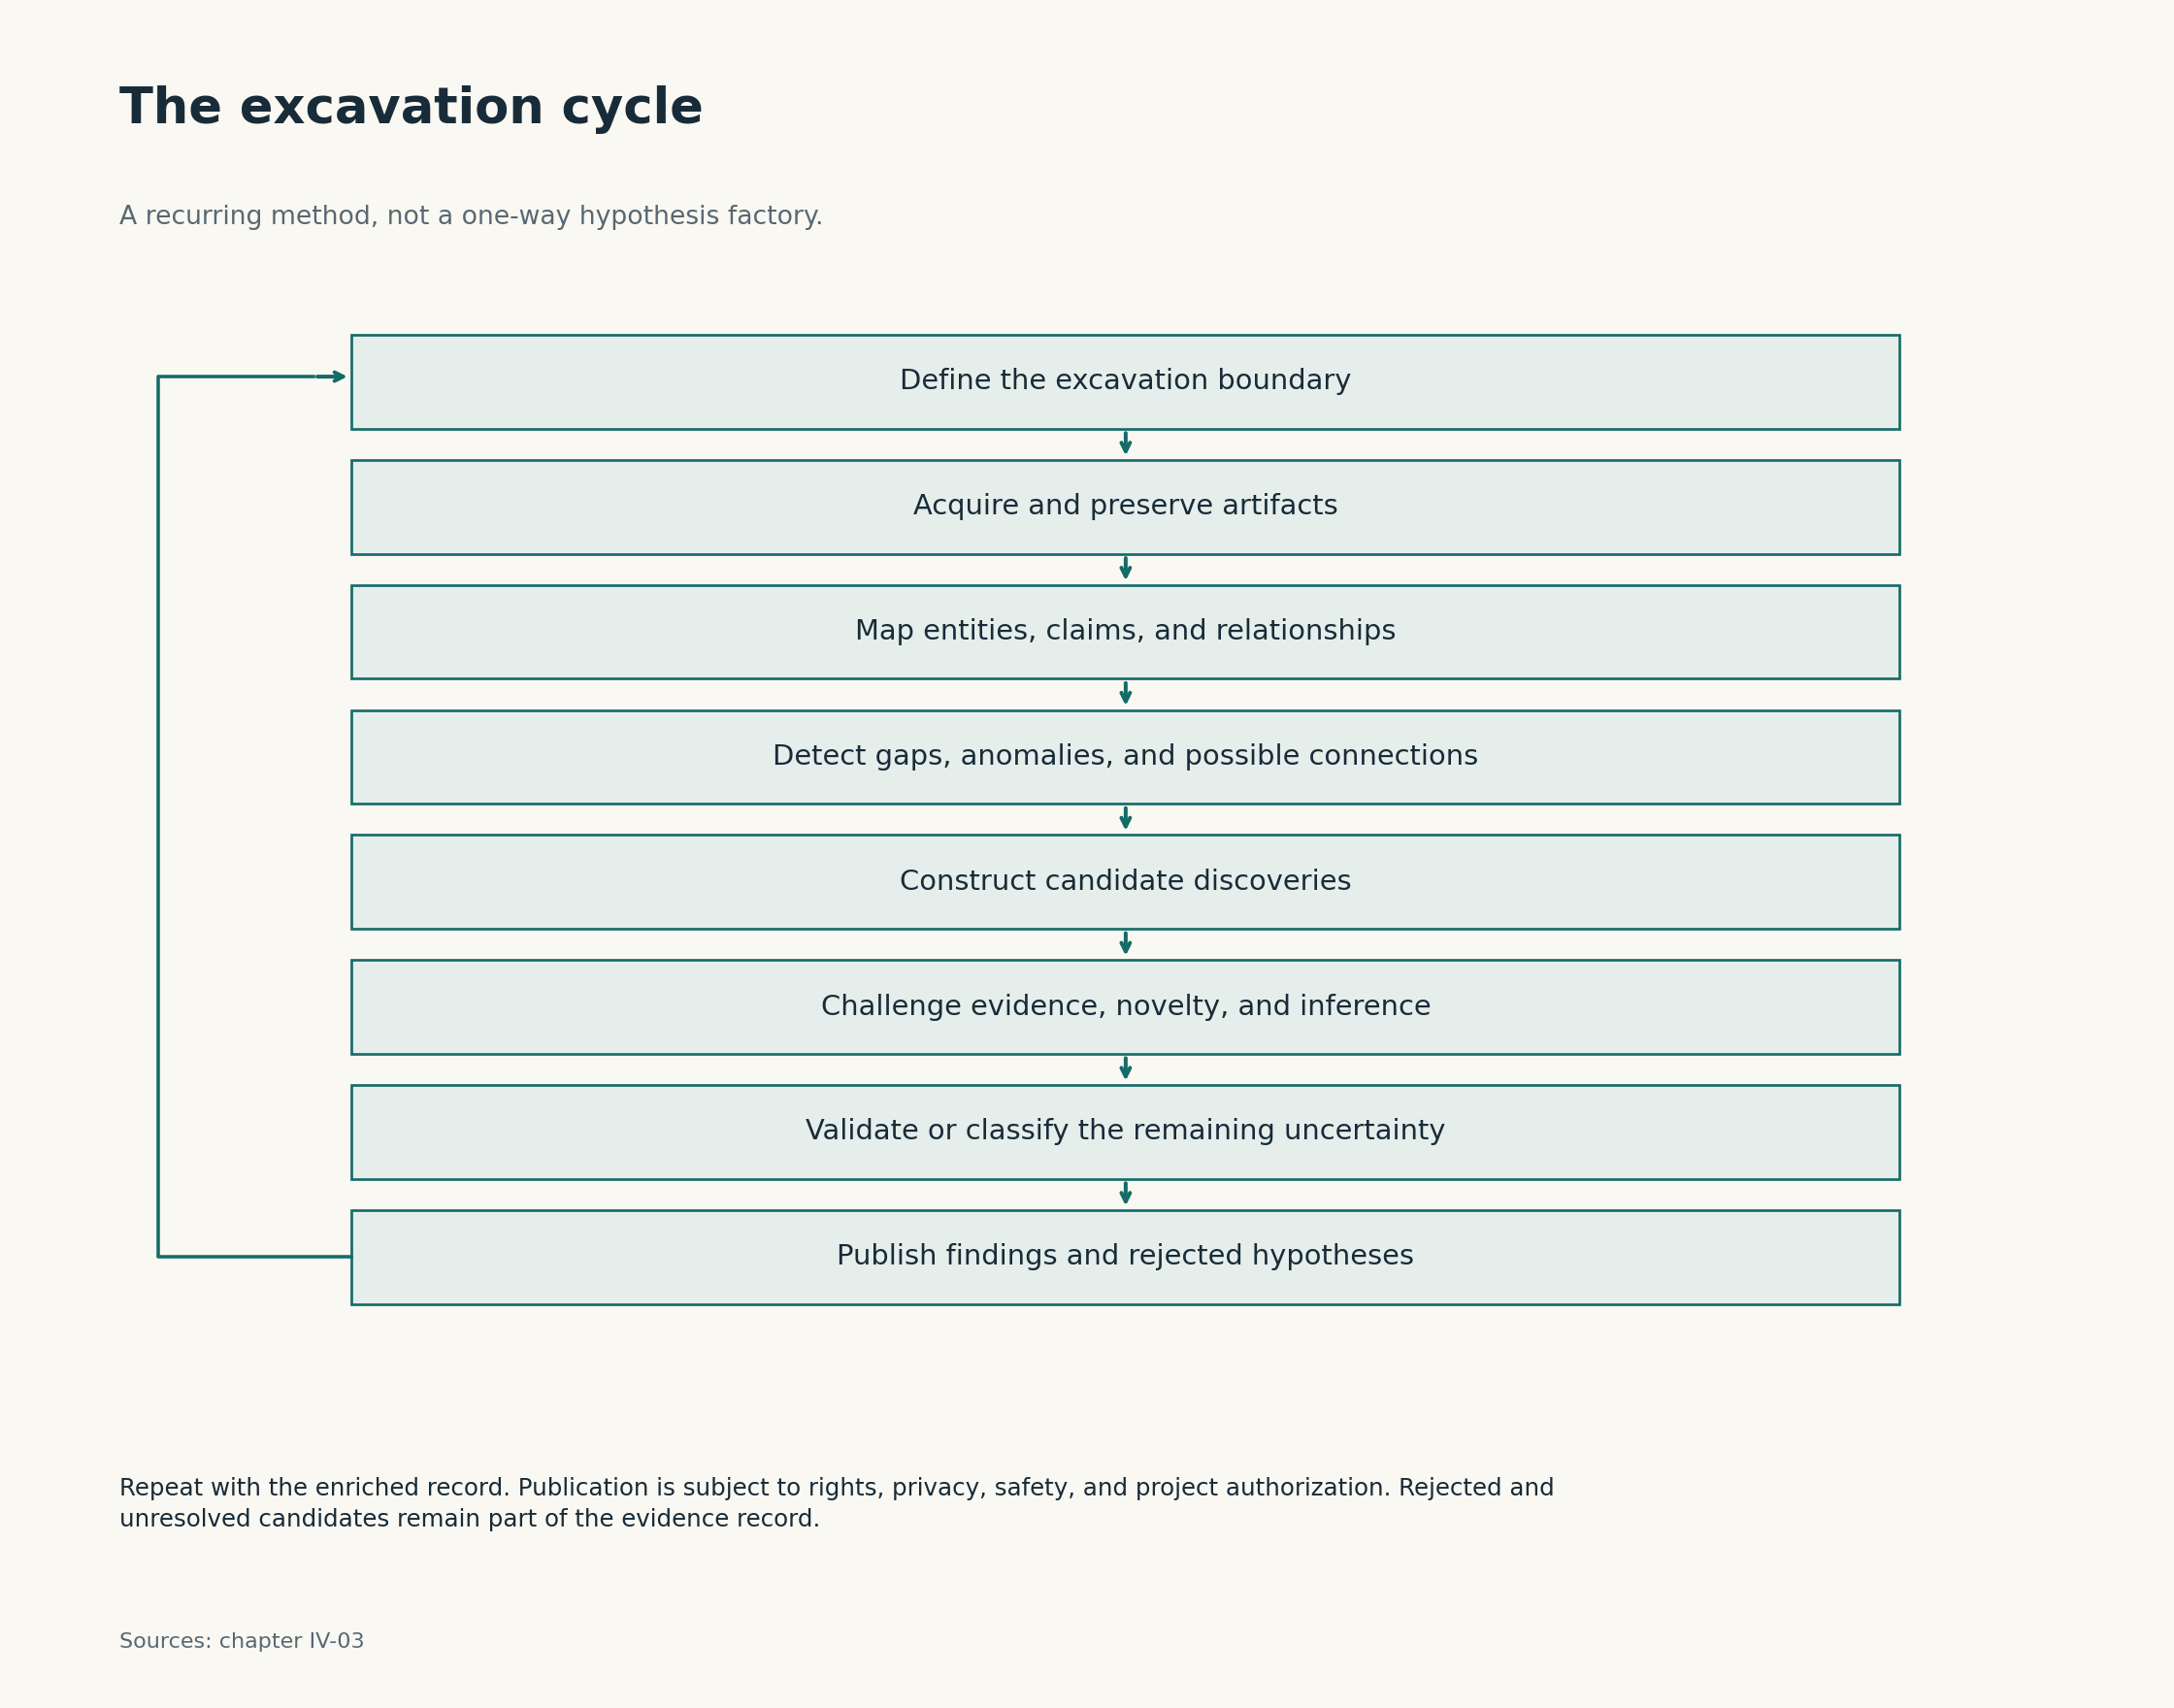 The excavation cycle
A recurring method, not a one-way hypothesis factory.
Define the excavation boundary
Acquire and preserve artifacts
Map entities, claims, and relationships
Detect gaps, anomalies, and possible connections
Construct candidate discoveries
Challenge evidence, novelty, and inference
Validate or classify the remaining uncertainty
Publish findings and rejected hypotheses
Repeat with the enriched record. Publication is subject to rights, privacy, safety, and project authorization. Rejected and
unresolved candidates remain part of the evidence record.
Sources: chapter IV-03